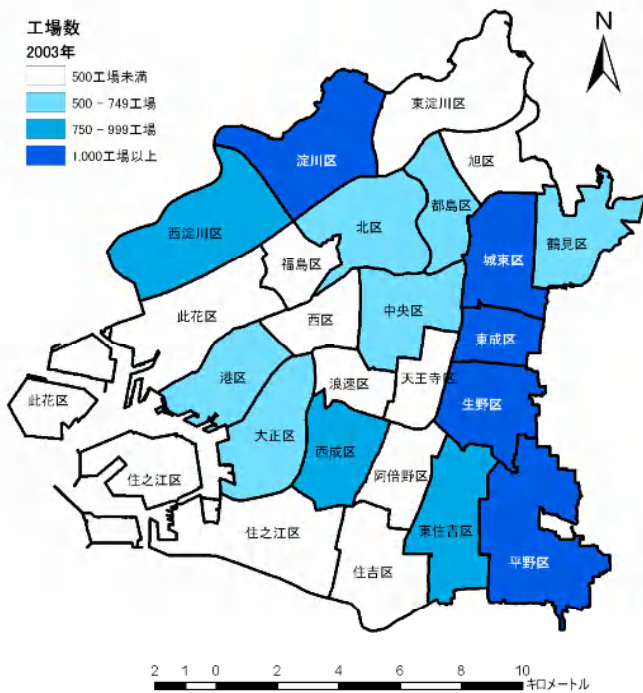 工場数
2003年
500工場未満
500 - 749工場
750 - 999工場
1,000工場以上
N
東淀川区
淀川区
旭区
都島区
北区
西淀川区
鶴見区
城東区
福島区
此花区
西区
中央区
東成区
港区
浪速区
天王寺区
此花区
生野区
大正区
西成区
阿倍野区
住之江区
住之江区
東住吉区
平野区
住吉区
2 1 0 2 4 6 8 10
キロメートル